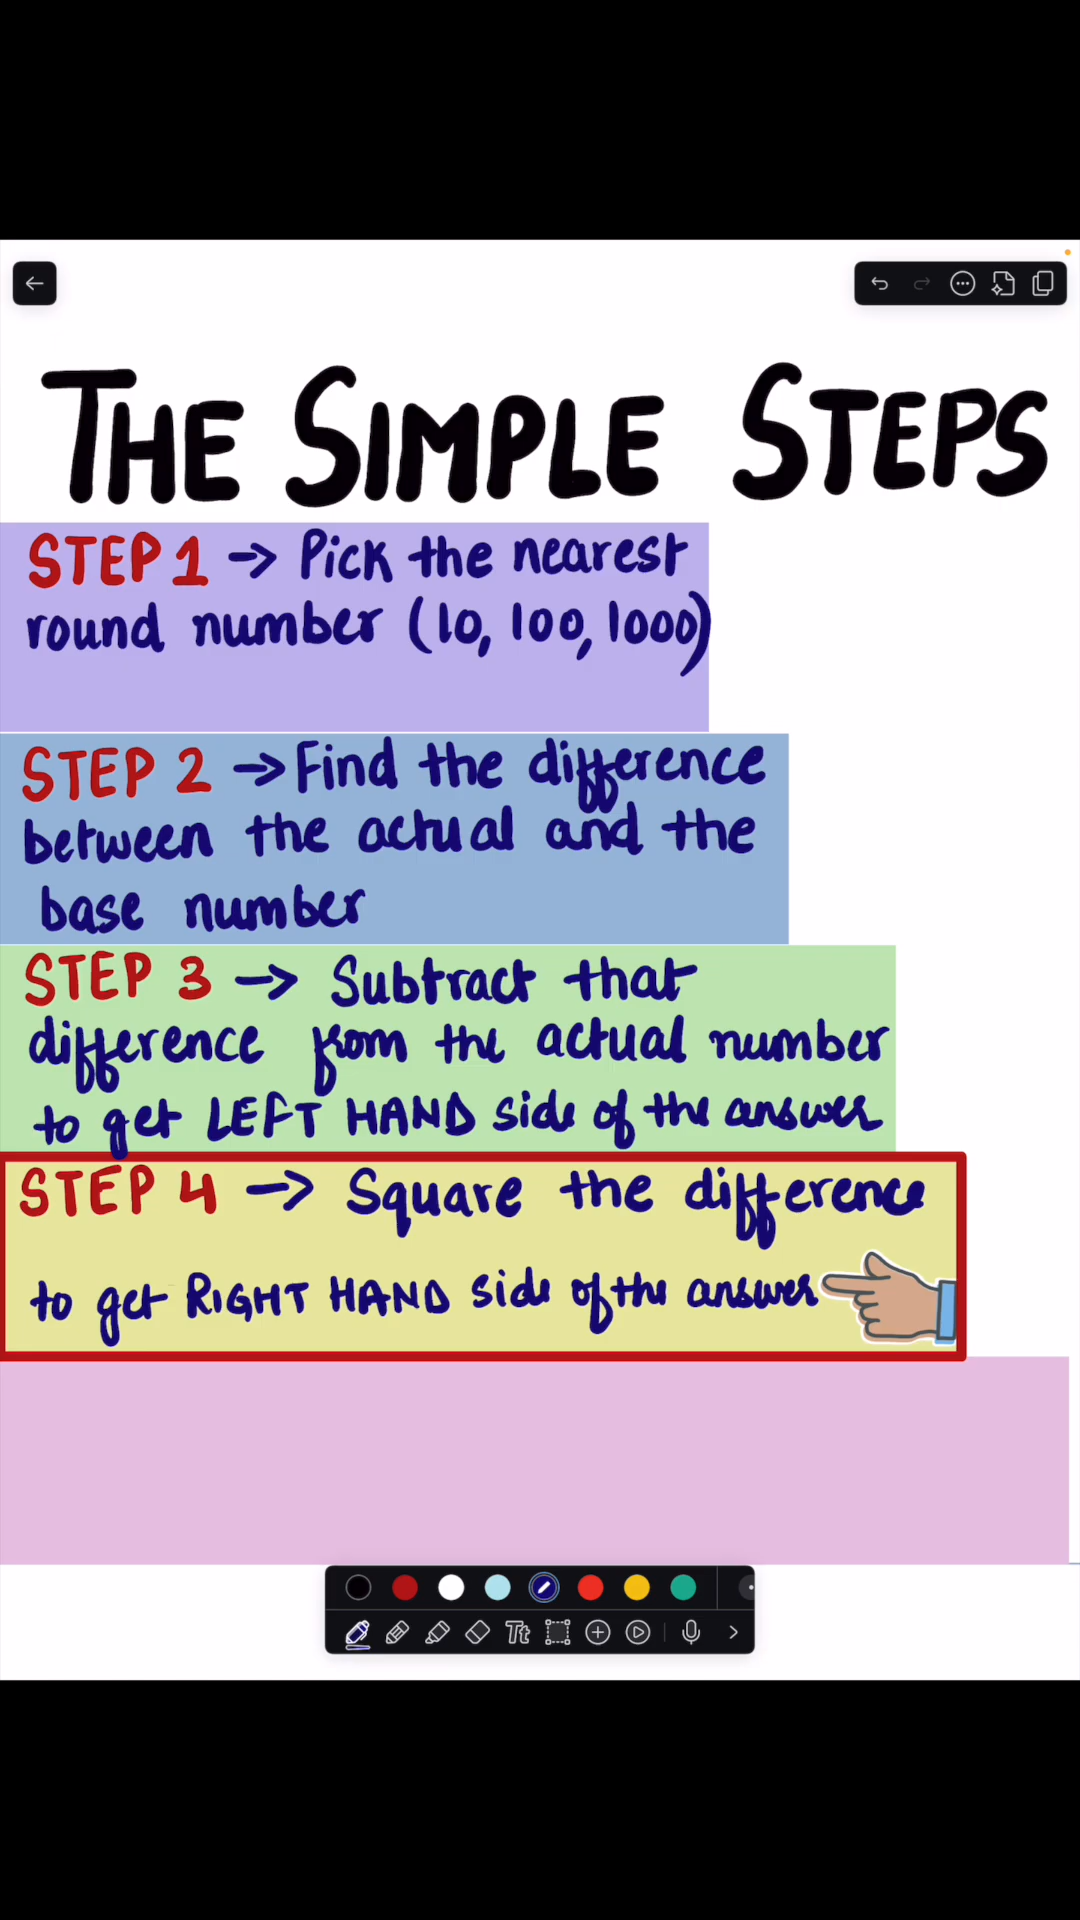 THE SIMPLE STEPS
STEP 1 → Pick the nearest
round number (10, 100, 1000)
STEP 2 → Find the difference
between the actual and the
base number
STEP 3 → Subtract that
difference from the actual number
to get LEFT HAND side of the answer
STEP 4 → Square the difference
to get RIGHT HAND side of the answer
Tt